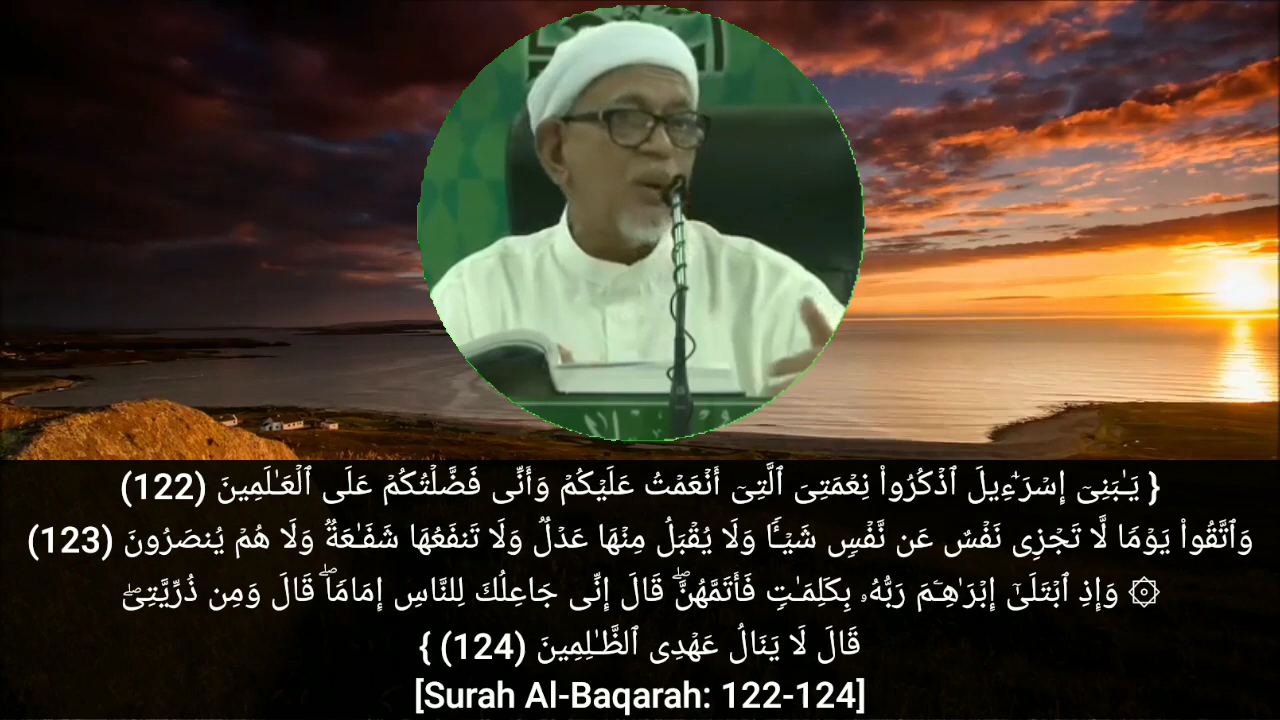 { يَـٰبَنِىٓ إِسْرَٰٓءِيلَ ٱذْكُرُوا۟ نِعْمَتِىَ ٱلَّتِىٓ أَنْعَمْتُ عَلَيْكُمْ وَأَنِّى فَضَّلْتُكُمْ عَلَى ٱلْعَـٰلَمِينَ (122)
وَٱتَّقُوا۟ يَوْمًا لَّا تَجْزِى نَفْسٌ عَن نَّفْسٍ شَيْـًٔا وَلَا يُقْبَلُ مِنْهَا عَدْلٌ وَلَا تَنفَعُهَا شَفَـٰعَةٌ وَلَا هُمْ يُنصَرُونَ (123)
۞ وَإِذِ ٱبْتَلَىٰٓ إِبْرَٰهِـۧمَ رَبُّهُۥ بِكَلِمَـٰتٍ فَأَتَمَّهُنَّ ۖ قَالَ إِنِّى جَاعِلُكَ لِلنَّاسِ إِمَامًا ۖ قَالَ وَمِن ذُرِّيَّتِى ۖ
قَالَ لَا يَنَالُ عَهْدِى ٱلظَّـٰلِمِينَ (124) }
[Surah Al-Baqarah: 122-124]